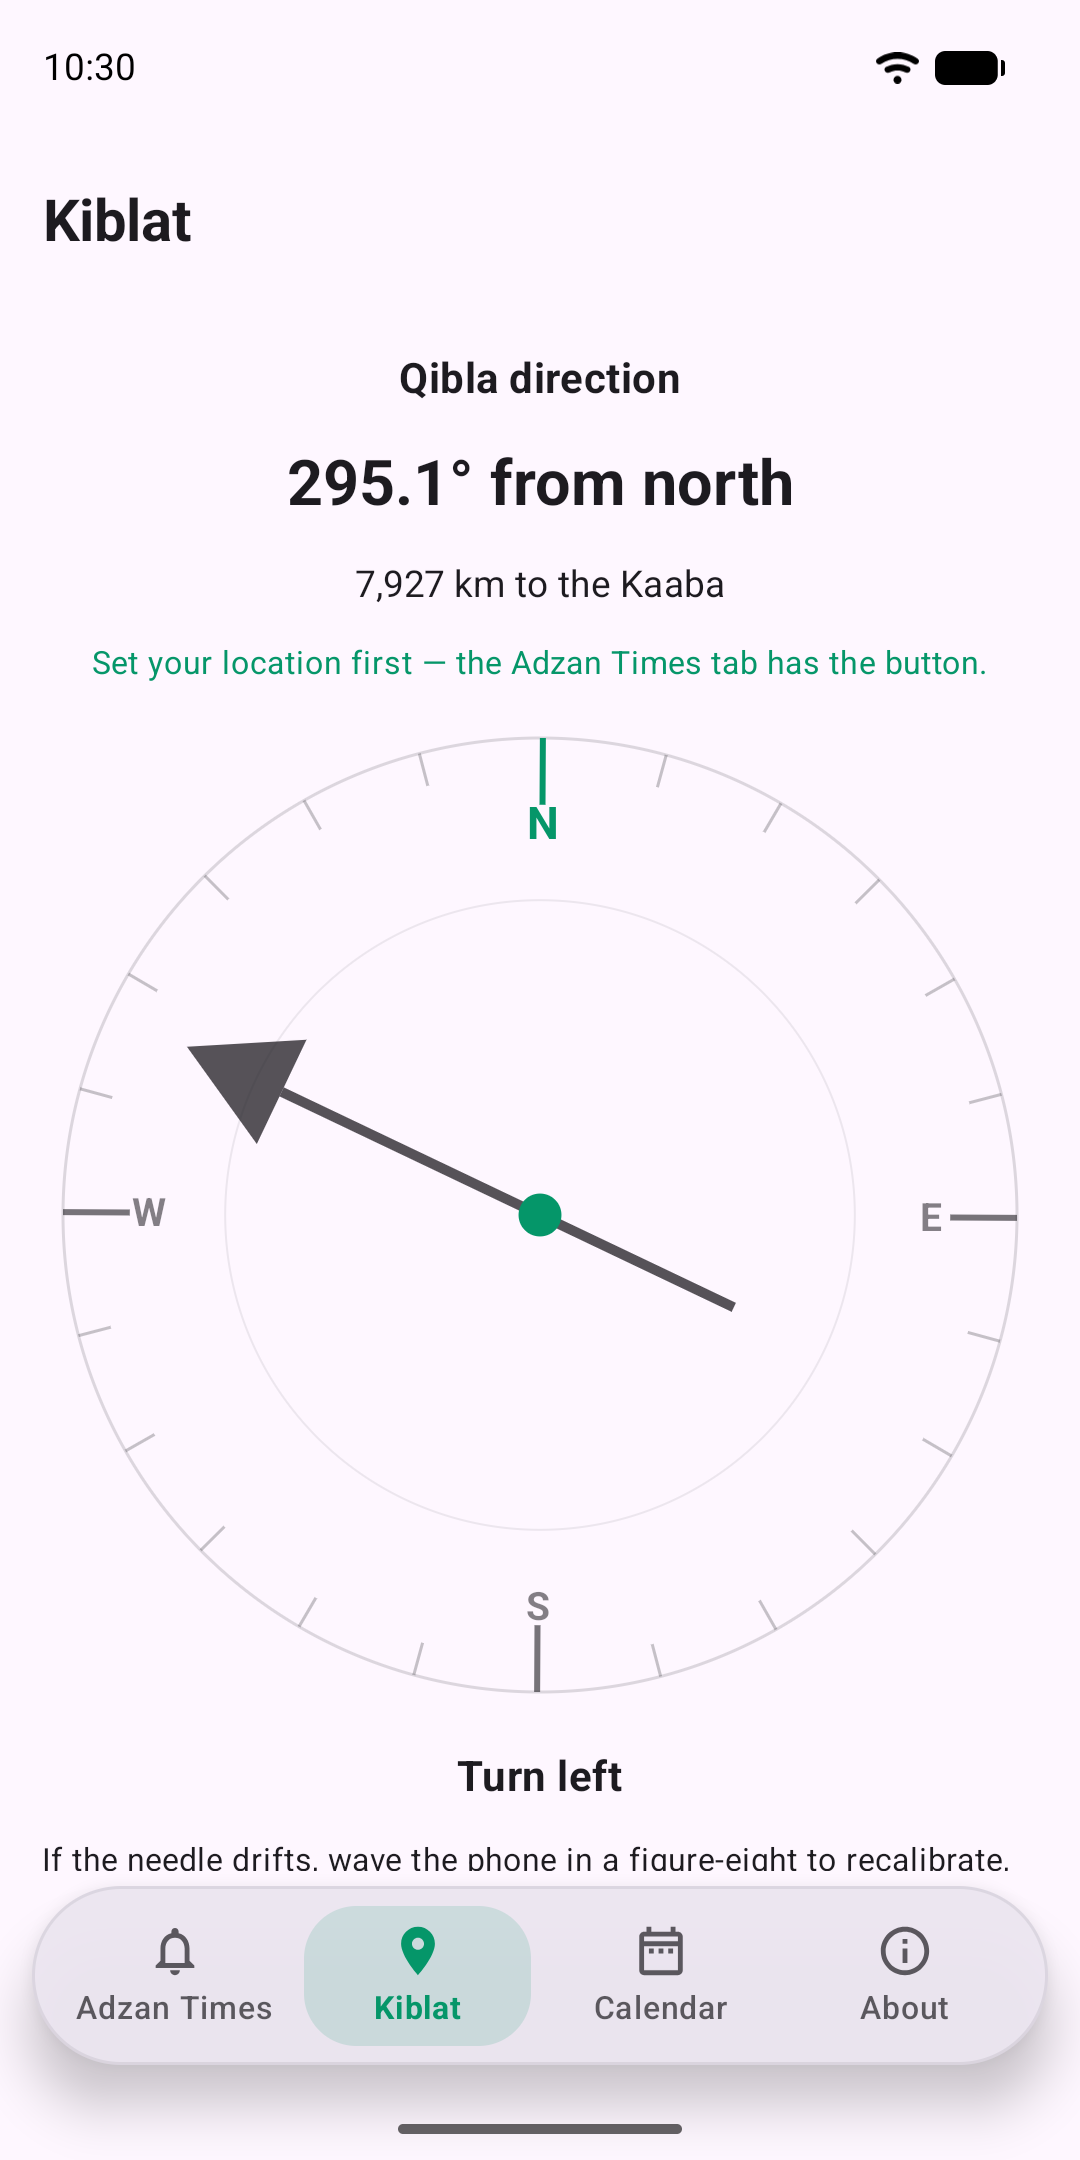 10:30
Kiblat
Qibla direction
295.1° from north
7,927 km to the Kaaba
Set your location first — the Adzan Times tab has the button.
N
W
E
S
Turn left
If the needle drifts, wave the phone in a figure-eight to recalibrate.
Adzan Times
Kiblat
Calendar
About